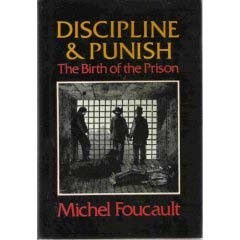 DISCIPLINE
& PUNISH
The Birth of the Prison
Michel Foucault